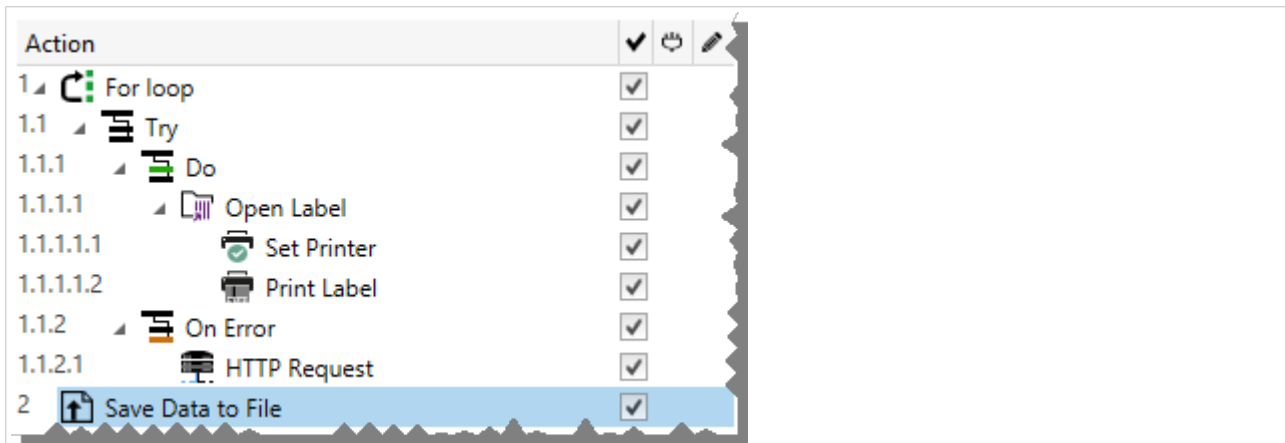 Action
1 For loop
1.1 Try
1.1.1 Do
1.1.1.1 Open Label
1.1.1.1.1 Set Printer
1.1.1.1.2 Print Label
1.1.2 On Error
1.1.2.1 HTTP Request
2 Save Data to File